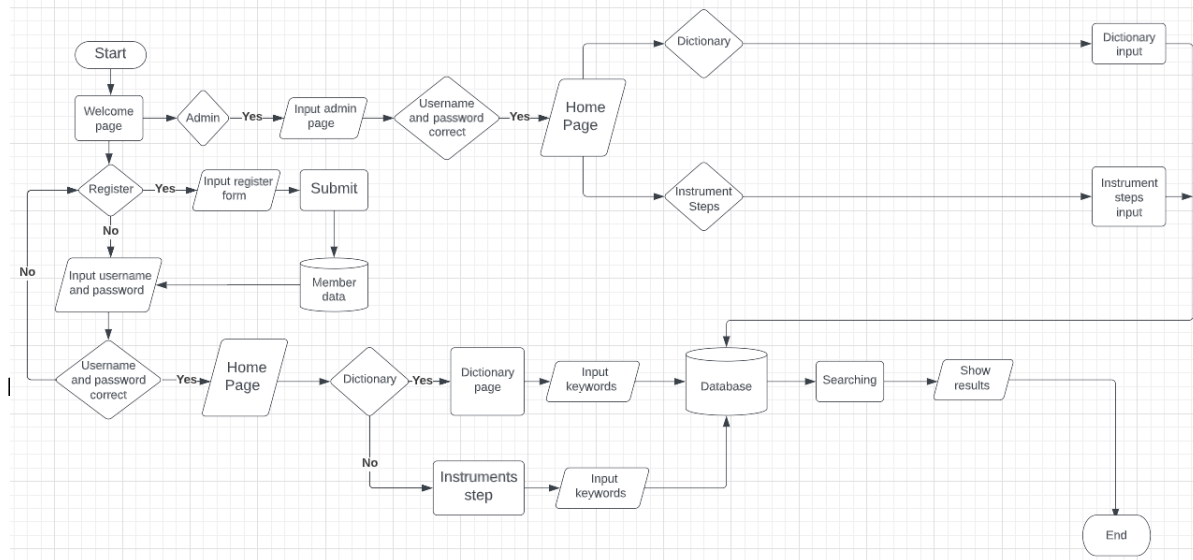 Start
Welcome
page
Admin
Yes
Input admin
page
Username
and password
correct
Yes
Home
Page
Dictionary
Dictionary
input
Instrument
Steps
Instrument
steps
input
Register
Yes
Input register
form
Submit
No
No
Input username
and password
Member
data
Username
and password
correct
Yes
Home
Page
Dictionary
Yes
Dictionary
page
Input
keywords
Database
Searching
Show
results
No
Instruments
step
Input
keywords
End